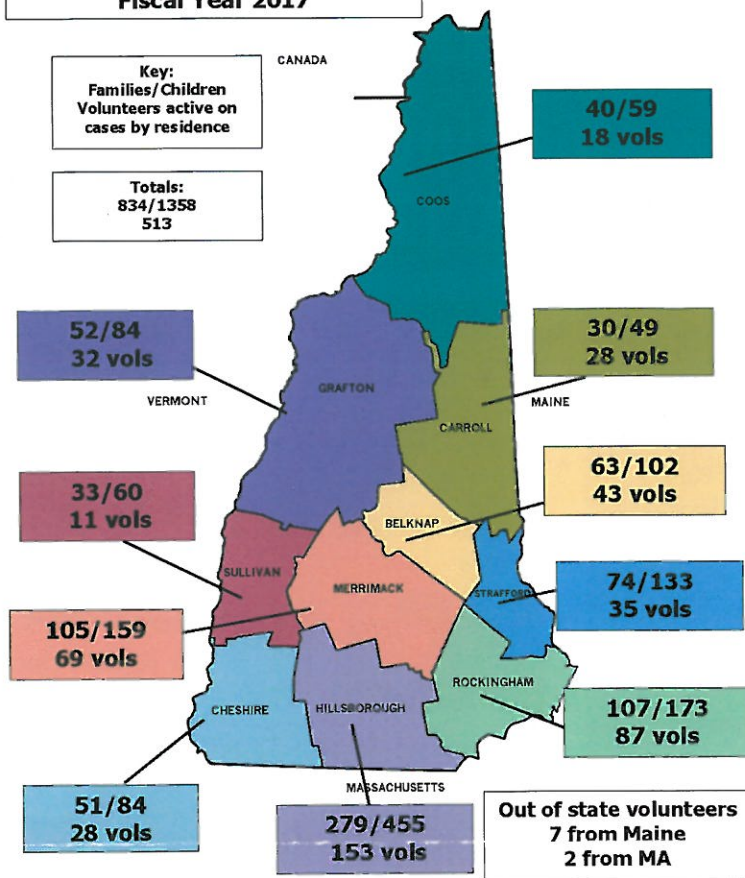 Fiscal Year 2017
Key:
Families/Children
Volunteers active on
cases by residence
Totals:
834/1358
513
CANADA
40/59
18 vols
COOS
52/84
32 vols
VERMONT
GRAFTON
30/49
28 vols
MAINE
CARROLL
63/102
43 vols
BELKNAP
33/60
11 vols
SULLIVAN
MERRIMACK
74/133
35 vols
STRAFFORD
105/159
69 vols
ROCKINGHAM
107/173
87 vols
CHESHIRE
HILLSBOROUGH
MASSACHUSETTS
51/84
28 vols
279/455
153 vols
Out of state volunteers
7 from Maine
2 from MA